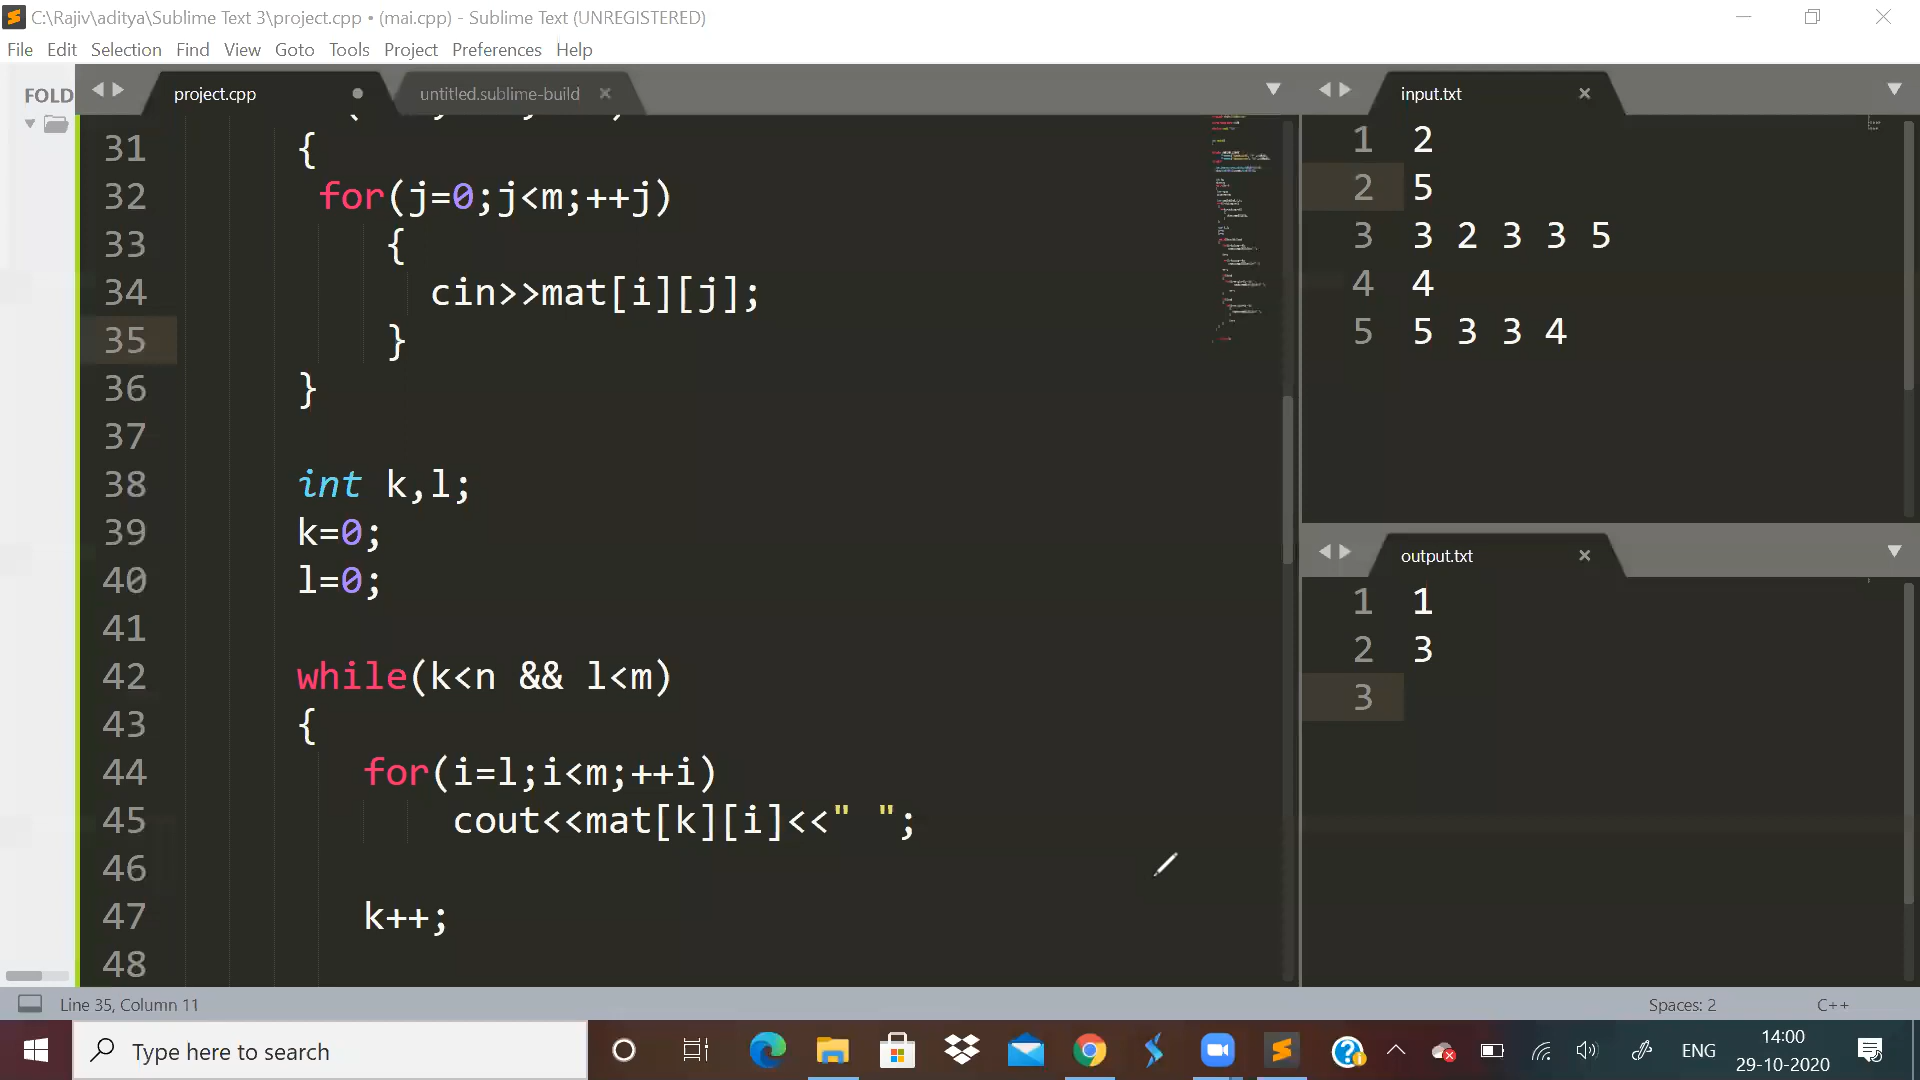 C:\Rajiv\aditya\Sublime Text 3\project.cpp • (mai.cpp) - Sublime Text (UNREGISTERED)
File Edit Selection Find View Goto Tools Project Preferences Help
FOLD
project.cpp
untitled.sublime-build
31 {
32 for(j=0;j<m;++j)
33 {
34 cin>>mat[i][j];
35 }
36 }
37
38 int k,l;
39 k=0;
40 l=0;
41
42 while(k<n && l<m)
43 {
44 for(i=l;i<m;++i)
45 cout<<mat[k][i]<<" ";
46
47 k++;
48
input.txt
1 2
2 5
3 3 2 3 3 5
4 4
5 5 3 3 4
output.txt
1 1
2 3
3
Line 35, Column 11
Spaces: 2
C++
Type here to search
ENG
14:00
29-10-2020